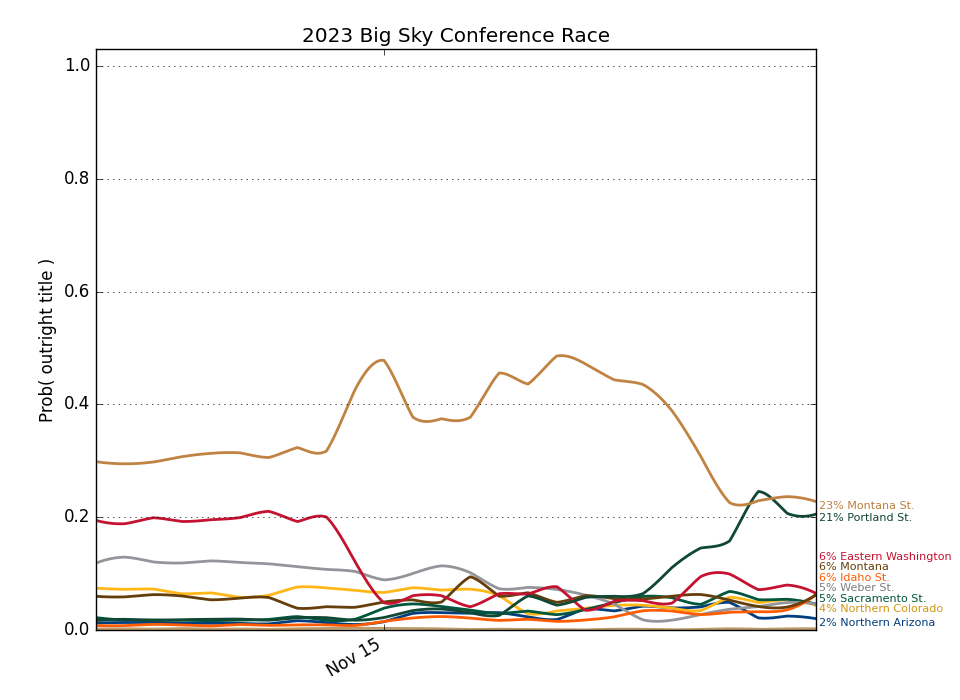 2023 Big Sky Conference Race
1.0
0.8
0.6
0.4
0.2
0.0
Prob( outright title )
Nov 15
23% Montana St.
21% Portland St.
6% Eastern Washington
6% Montana
6% Idaho St.
5% Weber St.
5% Sacramento St.
4% Northern Colorado
2% Northern Arizona